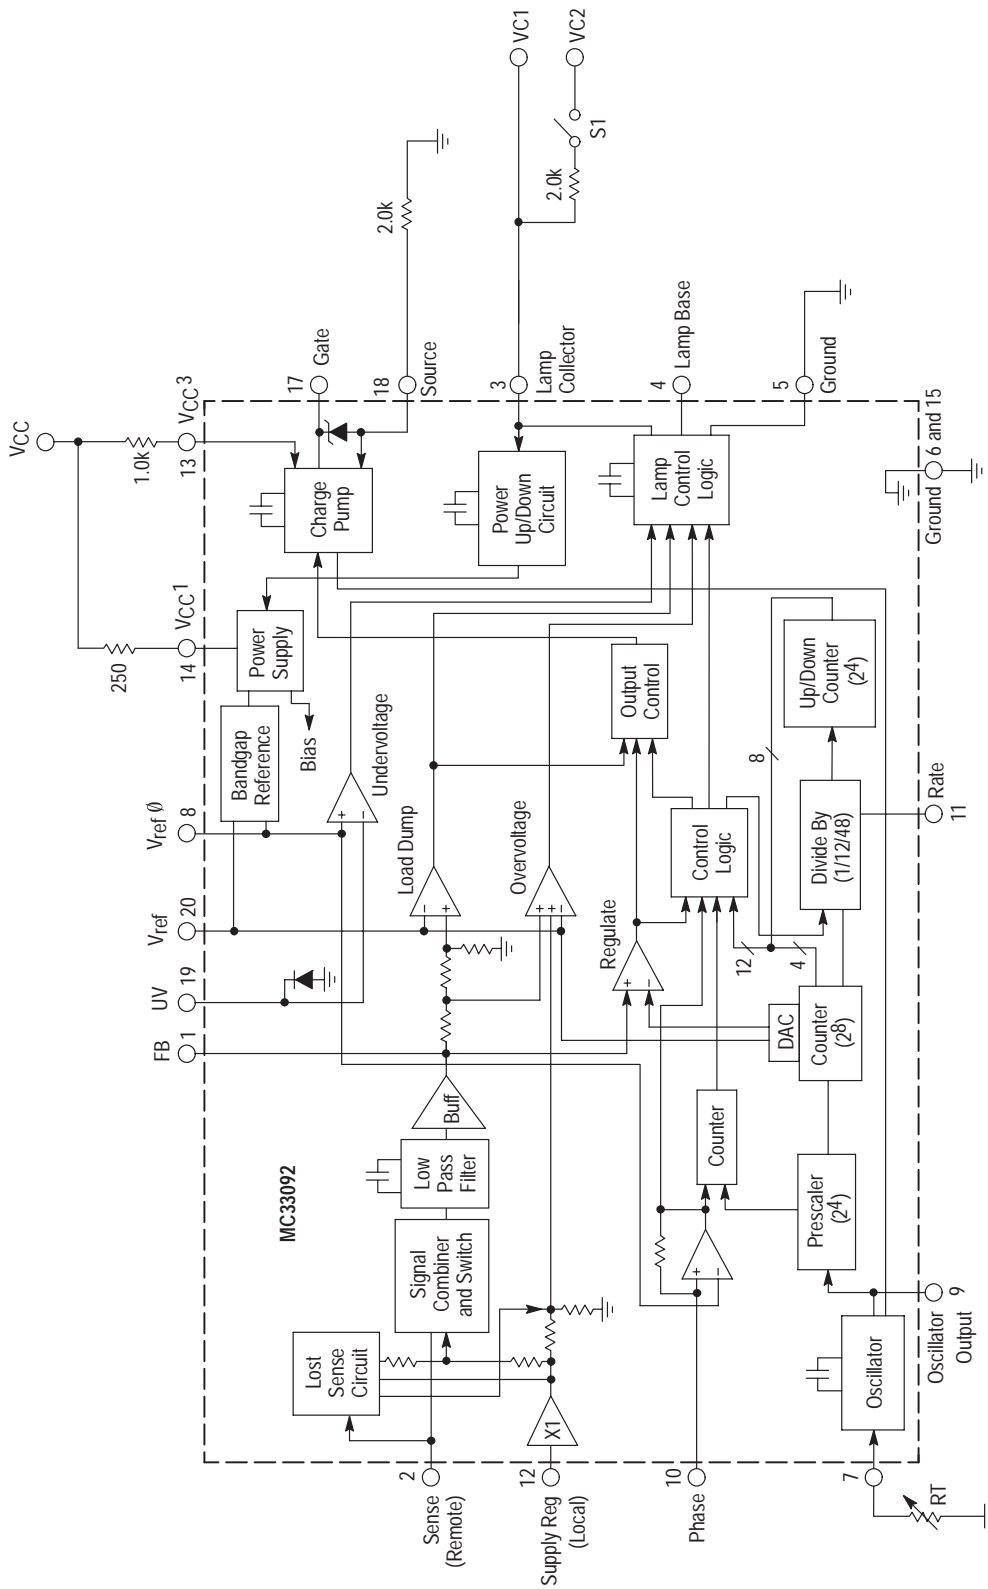 VCC
VC1
VC2
S1
2.0k
2.0k
1.0k
13
VCC3
17
Gate
18
Source
3
Lamp
Collector
4
Lamp Base
5
Ground
Ground
6 and 15
250
14
VCC1
Vref Ø
8
Vref
20
UV
19
FB
1
Charge
Pump
Power
Up/Down
Circuit
Lamp
Control
Logic
Power
Supply
Bandgap
Reference
Bias
Undervoltage
+
–
Load Dump
–
+
Overvoltage
+
+
–
Output
Control
Up/Down
Counter
(24)
8
Control
Logic
Divide By
(1/12/48)
Rate
11
Regulate
+
–
12
4
DAC
Counter
(28)
Buff
Low
Pass
Filter
MC33092
Signal
Combiner
and Switch
Counter
Prescaler
(24)
+
–
Lost
Sense
Circuit
X1
Oscillator
Oscillator
Output
9
2
Sense
(Remote)
12
Supply Reg
(Local)
10
Phase
7
RT